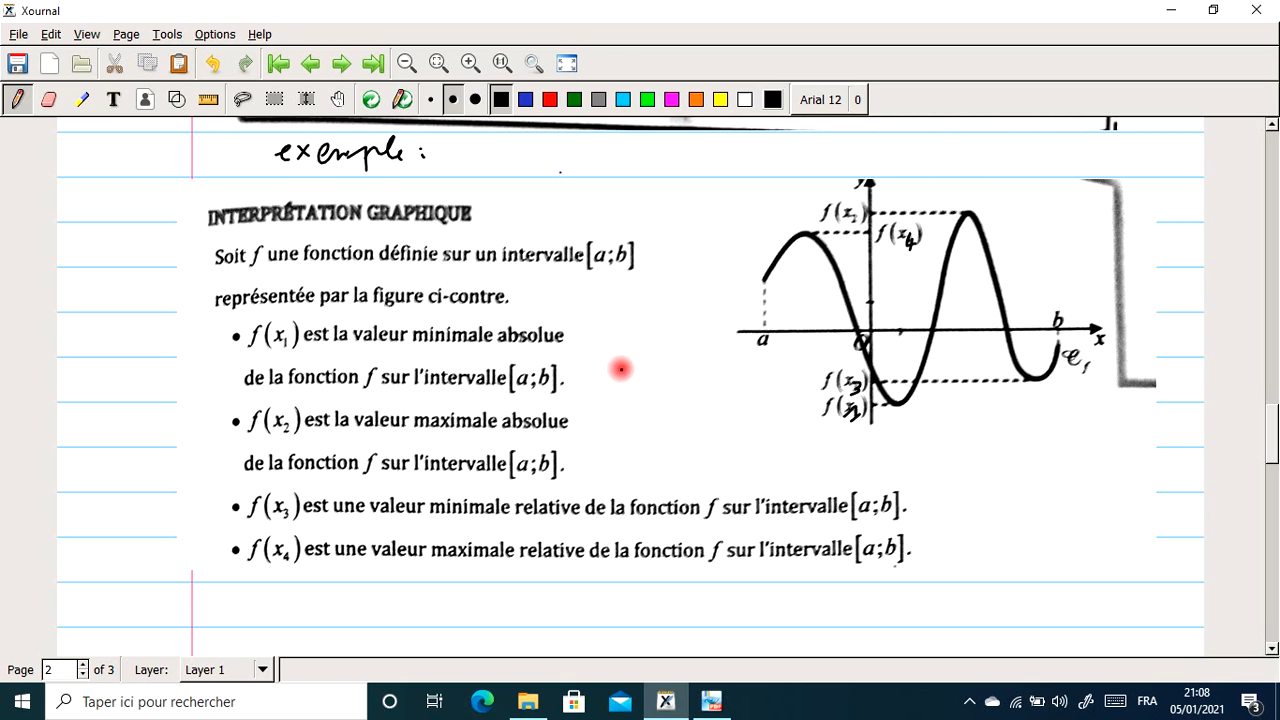 Xournal
File Edit View Page Tools Options Help
T Arial 12 0
exemple :
INTERPRÉTATION GRAPHIQUE
Soit f une fonction définie sur un intervalle [a;b]
représentée par la figure ci-contre.
• f(x₁) est la valeur minimale absolue
de la fonction f sur l'intervalle [a;b].
• f(x₂) est la valeur maximale absolue
de la fonction f sur l'intervalle [a;b].
• f(x₃) est une valeur minimale relative de la fonction f sur l'intervalle [a;b].
• f(x₄) est une valeur maximale relative de la fonction f sur l'intervalle [a;b].
y
f(x₂)
f(x₄)
a O b x
𝒞f
f(x₃)
f(x₁)
Page 2 of 3 Layer: Layer 1
Taper ici pour rechercher
FRA
21:08
05/01/2021
3